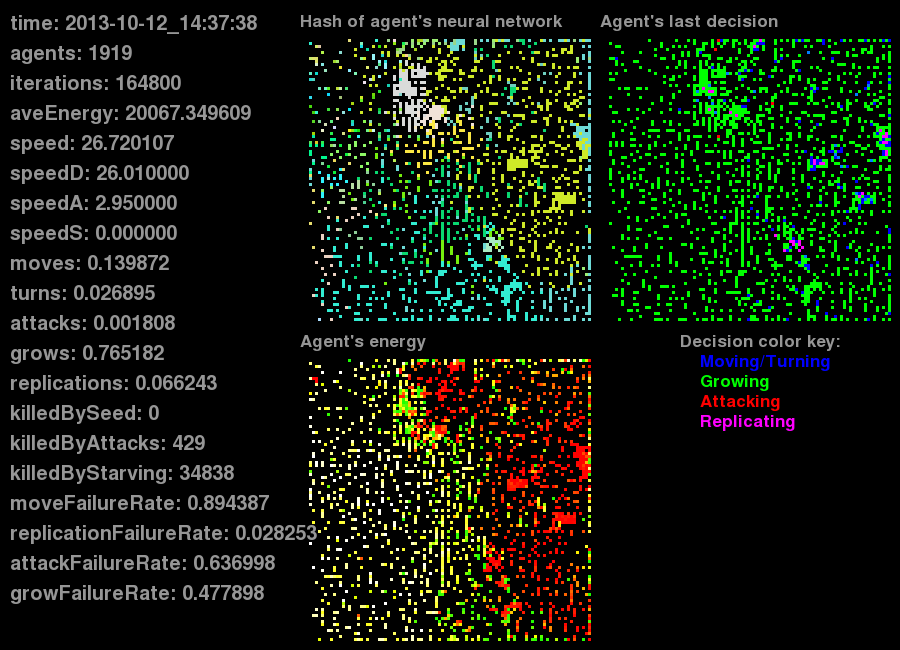 time: 2013-10-12_14:37:38
agents: 1919
iterations: 164800
aveEnergy: 20067.349609
speed: 26.720107
speedD: 26.010000
speedA: 2.950000
speedS: 0.000000
moves: 0.139872
turns: 0.026895
attacks: 0.001808
grows: 0.765182
replications: 0.066243
killedBySeed: 0
killedByAttacks: 429
killedByStarving: 34838
moveFailureRate: 0.894387
replicationFailureRate: 0.028253
attackFailureRate: 0.636998
growFailureRate: 0.477898
Hash of agent's neural network
Agent's last decision
Agent's energy
Decision color key:
Moving/Turning
Growing
Attacking
Replicating